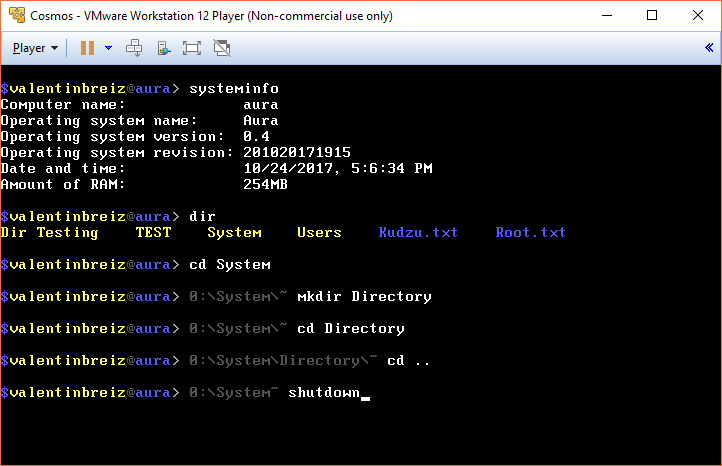 Cosmos - VMware Workstation 12 Player (Non-commercial use only)
Player
$valentinbreiz@aura> systeminfo
Computer name: aura
Operating system name: Aura
Operating system version: 0.4
Operating system revision: 201020171915
Date and time: 10/24/2017, 5:6:34 PM
Amount of RAM: 254MB
$valentinbreiz@aura> dir
Dir Testing TEST System Users Kudzu.txt Root.txt
$valentinbreiz@aura> cd System
$valentinbreiz@aura> 0:\System\~ mkdir Directory
$valentinbreiz@aura> 0:\System\~ cd Directory
$valentinbreiz@aura> 0:\System\Directory\~ cd ..
$valentinbreiz@aura> 0:\System~ shutdown_